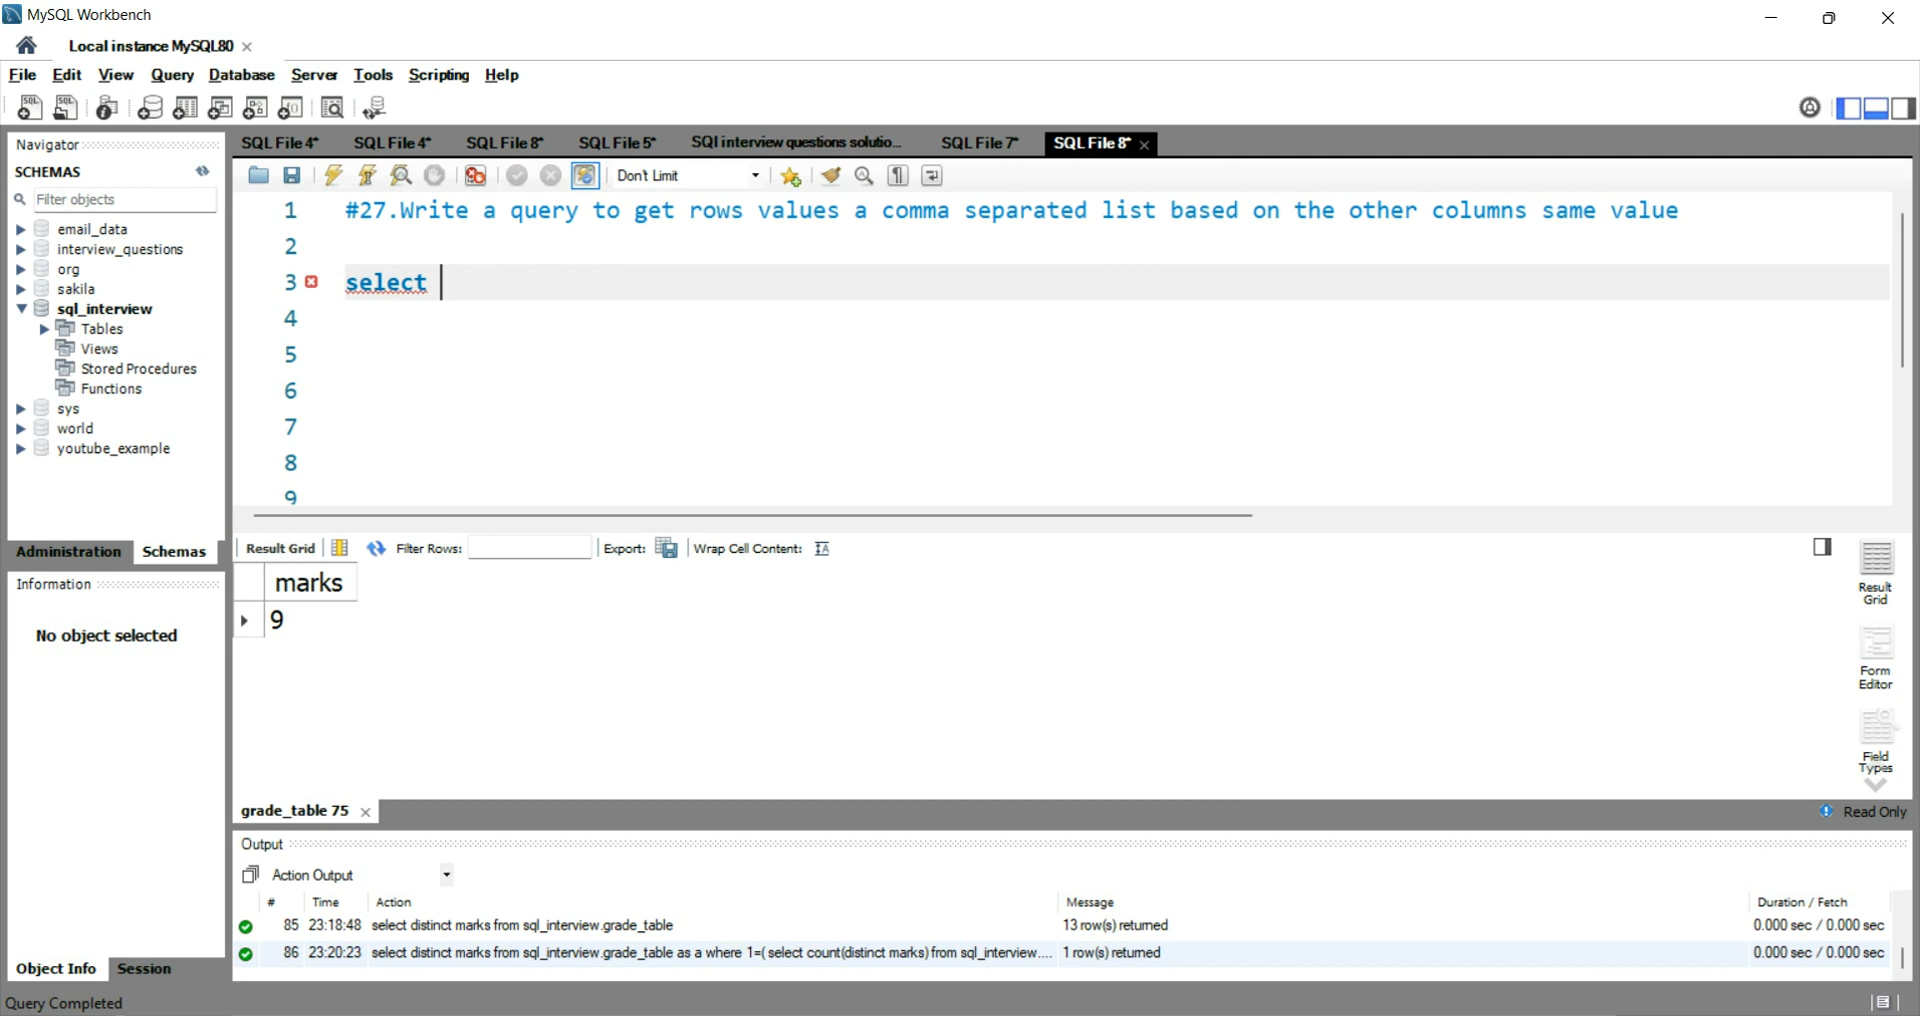 MySQL Workbench
Local instance MySQL80
File Edit View Query Database Server Tools Scripting Help
Navigator
SCHEMAS
Filter objects
email_data
interview_questions
org
sakila
sql_interview
Tables
Views
Stored Procedures
Functions
sys
world
youtube_example
Administration Schemas
Information
No object selected
Object Info Session
Query Completed
SQL File 4* SQL File 4* SQL File 8* SQL File 5* SQl interview questions solutio... SQL File 7* SQL File 8*
Don't Limit
1 #27.Write a query to get rows values a comma separated list based on the other columns same value
2
3 select
4
5
6
7
8
9
Result Grid Filter Rows: Export: Wrap Cell Content:
marks
9
Result
Grid
Form
Editor
Field
Types
grade_table 75 Read Only
Output
Action Output
# Time Action Message Duration / Fetch
85 23:18:48 select distinct marks from sql_interview.grade_table 13 row(s) returned 0.000 sec / 0.000 sec
86 23:20:23 select distinct marks from sql_interview.grade_table as a where 1=( select count(distinct marks) from sql_interview.... 1 row(s) returned 0.000 sec / 0.000 sec